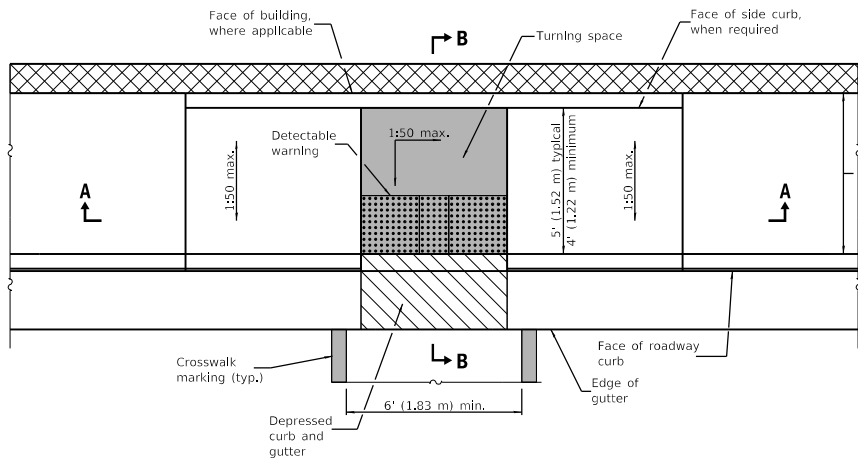 Face of building,
where applicable
B
Turning space
Face of side curb,
when required
Detectable
warning
1:50 max.
1:50 max.
5' (1.52 m) typical
4' (1.22 m) minimum
1:50 max.
A
A
Crosswalk
marking (typ.)
B
Face of roadway
curb
6' (1.83 m) min.
Edge of
gutter
Depressed
curb and
gutter